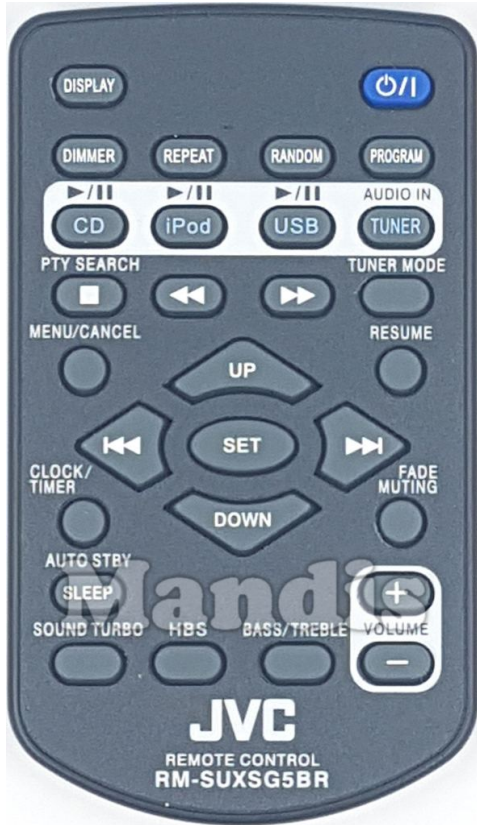 DISPLAY ⏻/I
DIMMER REPEAT RANDOM PROGRAM
►/II ►/II ►/II AUDIO IN
CD iPod USB TUNER
PTY SEARCH TUNER MODE
MENU/CANCEL RESUME
UP
SET
CLOCK/
TIMER
FADE
MUTING
DOWN
AUTO STBY
SLEEP
Mandis
+
SOUND TURBO HBS BASS/TREBLE VOLUME
−
JVC
REMOTE CONTROL
RM-SUXSG5BR